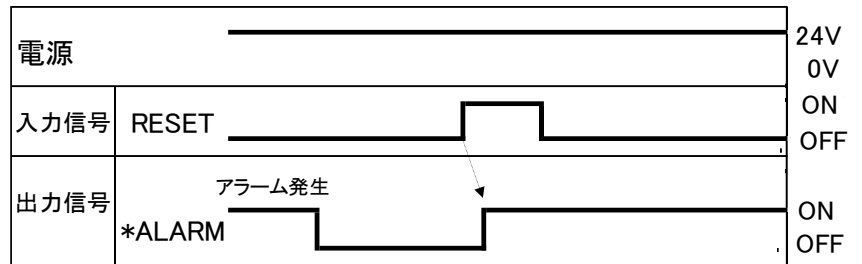 電源
24V
0V
入力信号
RESET
ON
OFF
出力信号
アラーム発生
*ALARM
ON
OFF